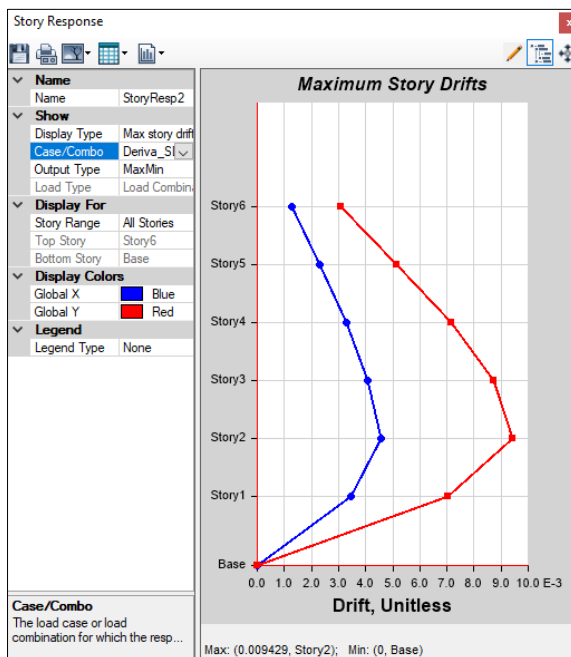 Story Response
x
Name
Name StoryResp2
Show
Display Type Max story drift
Case/Combo Deriva_S
Output Type MaxMin
Load Type Load Combina
Display For
Story Range All Stories
Top Story Story6
Bottom Story Base
Display Colors
Global X Blue
Global Y Red
Legend
Legend Type None
Case/Combo
The load case or load
combination for which the resp...
Maximum Story Drifts
Story6
Story5
Story4
Story3
Story2
Story1
Base
0.0 1.0 2.0 3.0 4.0 5.0 6.0 7.0 8.0 9.0 10.0 E-3
Drift, Unitless
Max: (0.009429, Story2); Min: (0, Base)